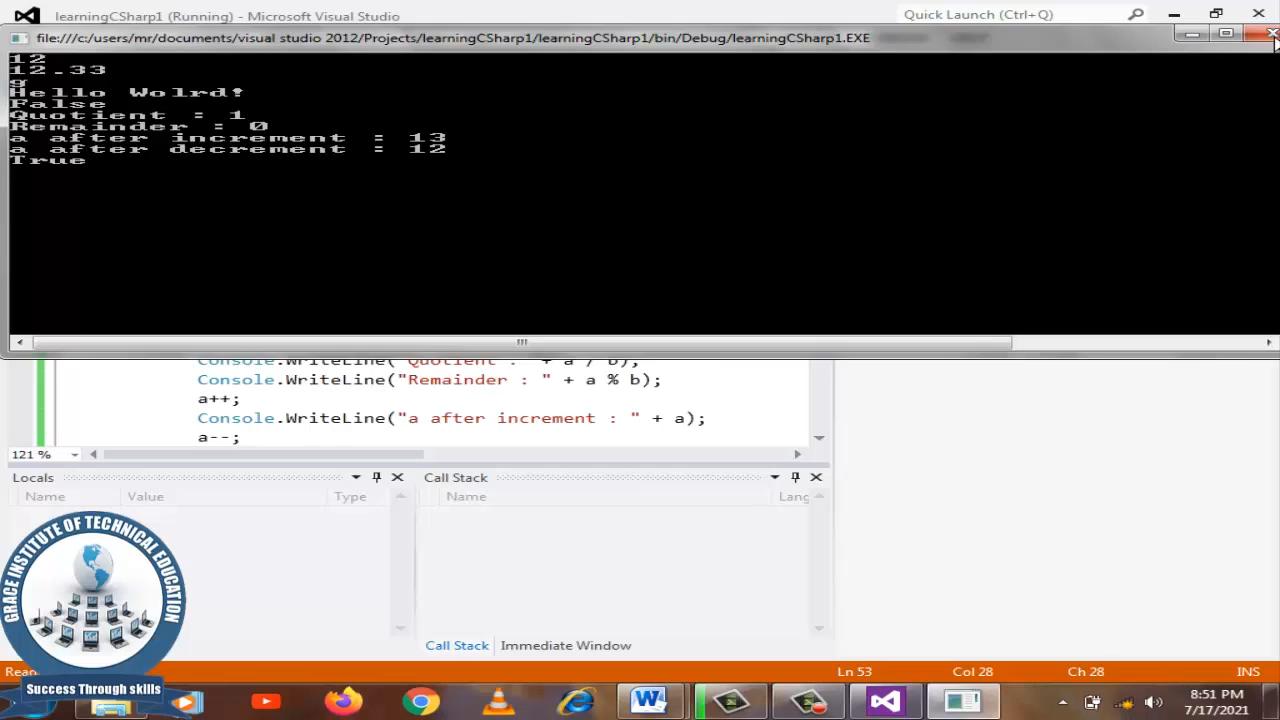 learningCSharp1 (Running) - Microsoft Visual Studio
Quick Launch (Ctrl+Q)
file:///c:/users/mr/documents/visual studio 2012/Projects/learningCSharp1/learningCSharp1/bin/Debug/learningCSharp1.EXE
12
12.33
g
Hello Wolrd!
False
Quotient : 1
Remainder : 0
a after increment : 13
a after decrement : 12
True
Console.WriteLine("Quotient : " + a / b);
Console.WriteLine("Remainder : " + a % b);
a++;
Console.WriteLine("a after increment : " + a);
a--;
121 %
Locals
Call Stack
Name Value Type
Name Lang
GRACE INSTITUTE OF TECHNICAL EDUCATION
Success Through skills
Call Stack Immediate Window
Ln 53 Col 28 Ch 28 INS
8:51 PM
7/17/2021